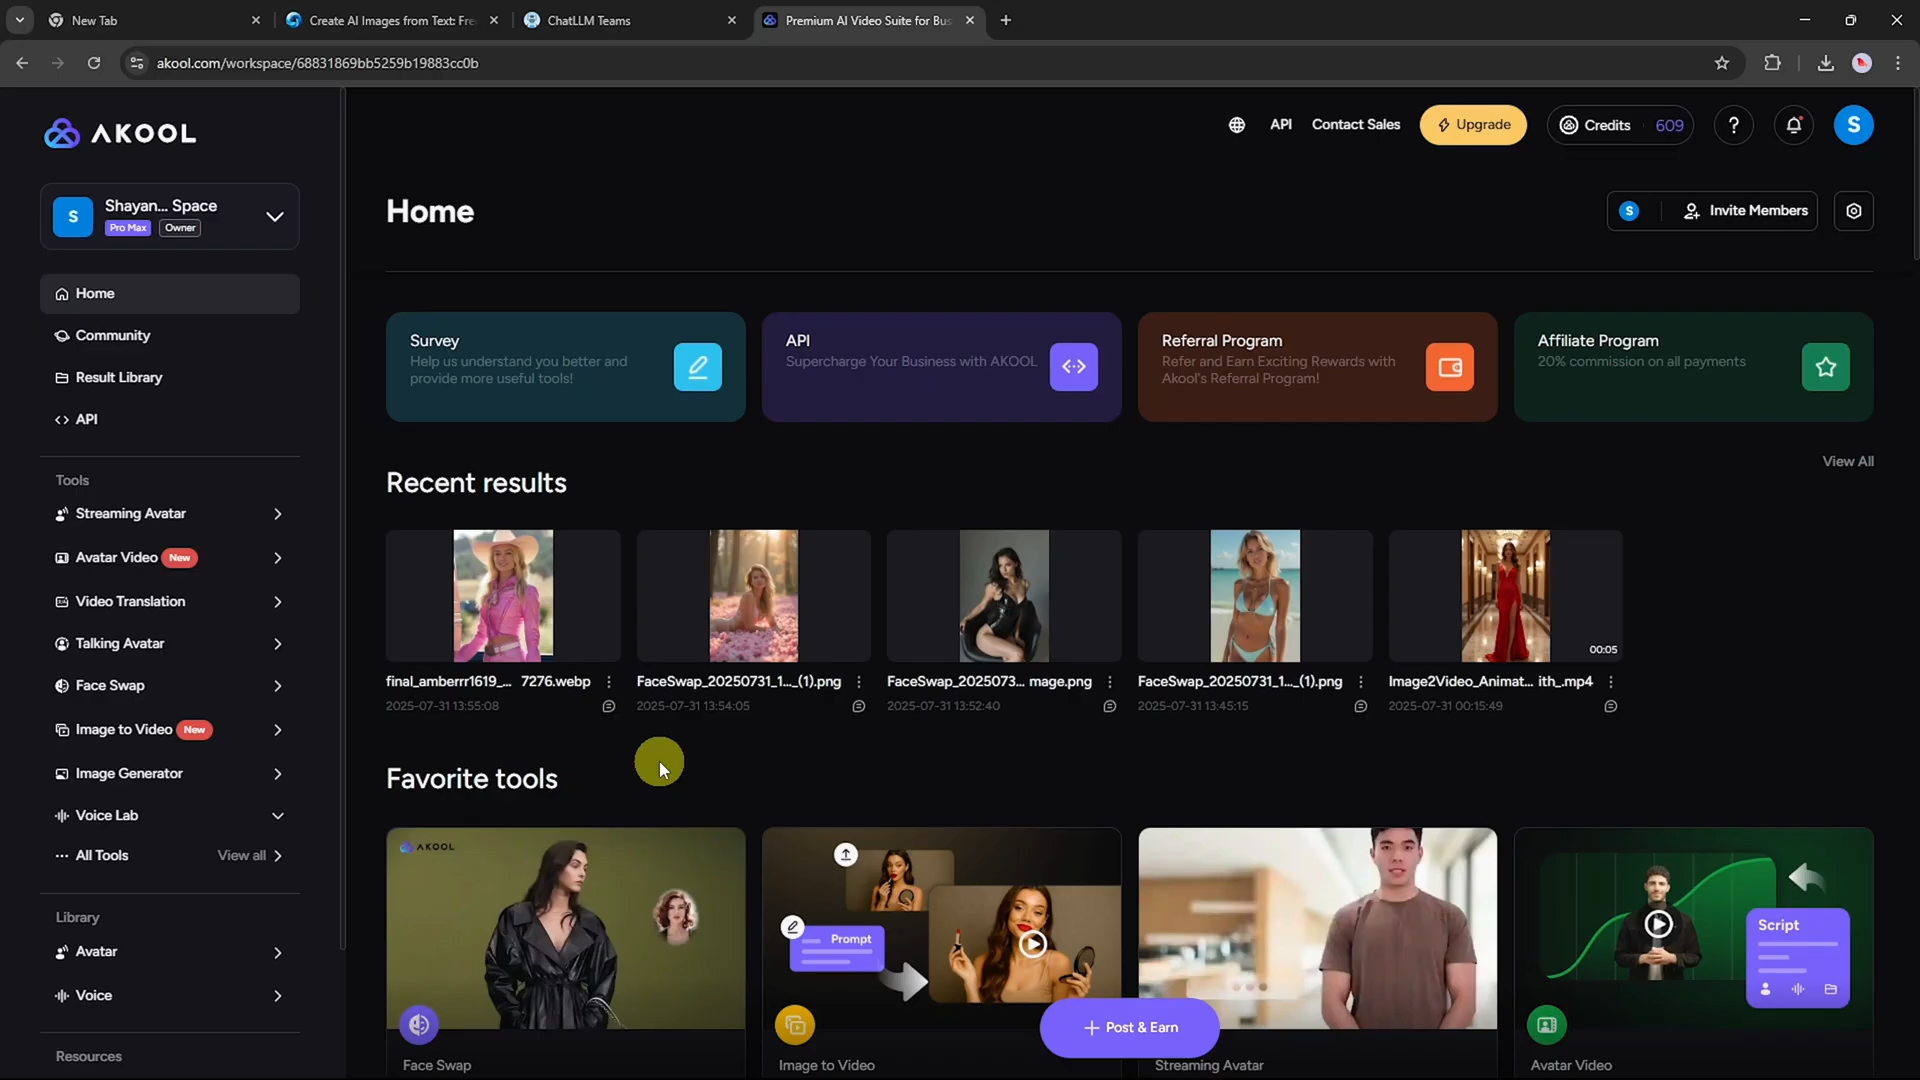 New Tab
Create AI Images from Text: Fre
ChatLLM Teams
Premium AI Video Suite for Bus
akool.com/workspace/68831869bb5259b19883cc0b
AKOOL
API
Contact Sales
Upgrade
Credits
609
?
S
S
Shayan... Space
Pro Max
Owner
Home
S
Invite Members
Home
Community
Result Library
API
Survey
Help us understand you better and
provide more useful tools!
API
Supercharge Your Business with AKOOL
Referral Program
Refer and Earn Exciting Rewards with
Akool's Referral Program!
Affiliate Program
20% commission on all payments
Recent results
View All
Tools
Streaming Avatar
Avatar Video New
Video Translation
Talking Avatar
Face Swap
Image to Video New
Image Generator
Voice Lab
All Tools
View all
00:05
final_amberrr1619_... 7276.webp
FaceSwap_20250731_1..._(1).png
FaceSwap_2025073... mage.png
FaceSwap_20250731_1..._(1).png
Image2Video_Animat... ith_.mp4
2025-07-31 13:55:08
2025-07-31 13:54:05
2025-07-31 13:52:40
2025-07-31 13:45:15
2025-07-31 00:15:49
Favorite tools
AKOOL
Prompt
Script
Library
Avatar
Voice
Resources
Post & Earn
Face Swap
Image to Video
Streaming Avatar
Avatar Video